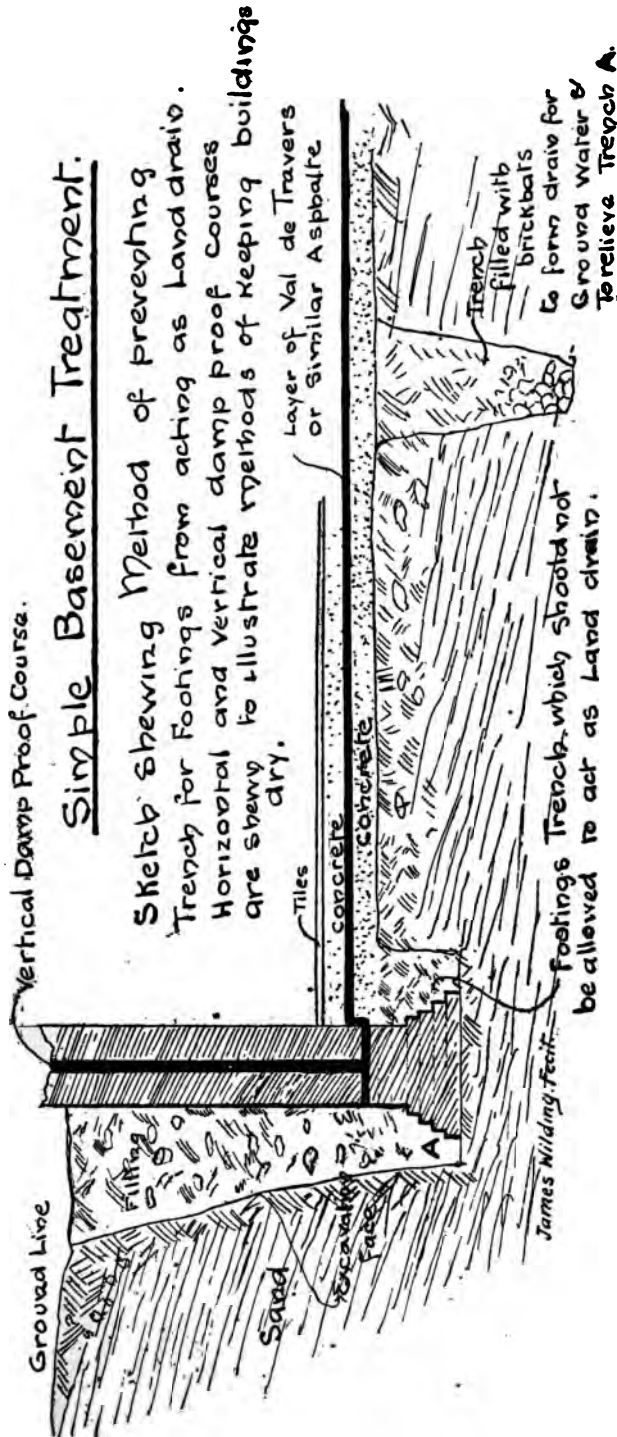 Vertical Damp Proof Course.
Simple Basement Treatment.
Sketch shewing Method of preventing
Trench for Footings from acting as Land drain.
Horizontal and Vertical damp proof courses
are shewn to illustrate methods of keeping buildings
dry.
Ground Line
Filling
Sand
Excavation
Face
A
Tiles
concrete
concrete
Layer of Val de Travers
or Similar Asphalte
Trench
filled with
brickbats
to form drain for
Ground Water &
To relieve Trench A.
Footings Trench which should not
be allowed to act as Land drain.
James Wilding. Fecit.